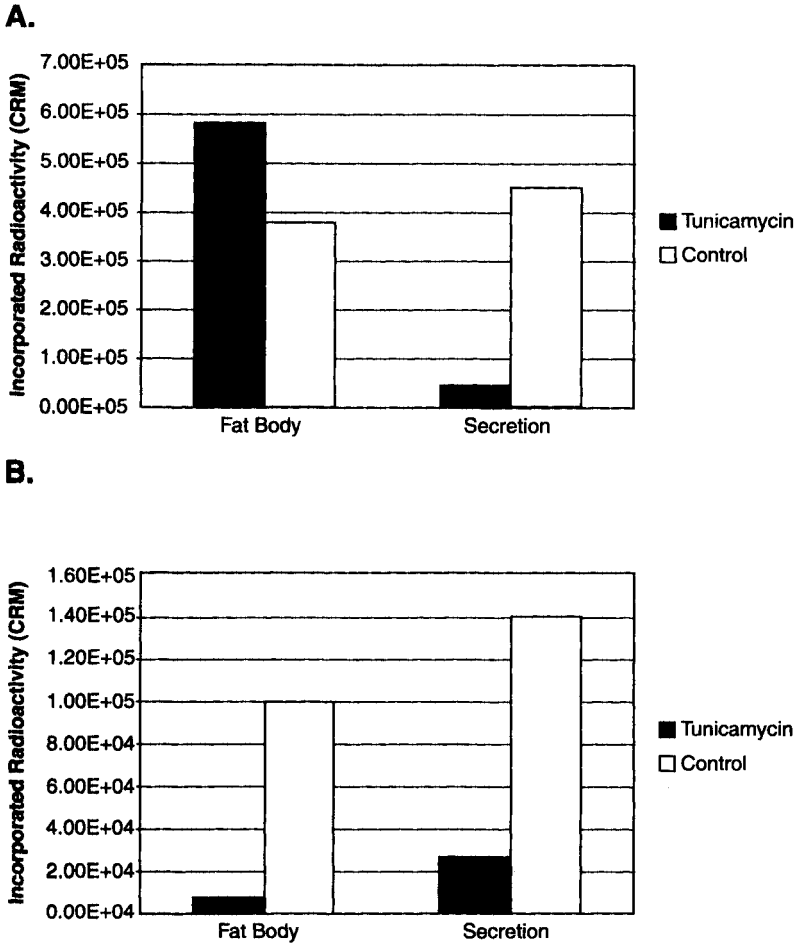 A.
Incorporated Radioactivity (CRM)
7.00E+05
6.00E+05
5.00E+05
4.00E+05
3.00E+05
2.00E+05
1.00E+05
0.00E+05
Fat Body
Secretion
Tunicamycin
Control
B.
Incorporated Radioactivity (CRM)
1.60E+05
1.40E+05
1.20E+05
1.00E+05
8.00E+04
6.00E+04
4.00E+04
2.00E+04
0.00E+04
Fat Body
Secretion
Tunicamycin
Control